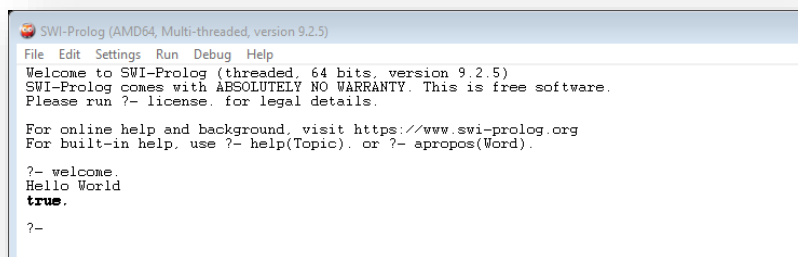 SWI-Prolog (AMD64, Multi-threaded, version 9.2.5)
File Edit Settings Run Debug Help
Welcome to SWI-Prolog (threaded, 64 bits, version 9.2.5)
SWI-Prolog comes with ABSOLUTELY NO WARRANTY. This is free software.
Please run ?- license. for legal details.
For online help and background, visit https://www.swi-prolog.org
For built-in help, use ?- help(Topic). or ?- apropos(Word).
?- welcome.
Hello World
true.
?-